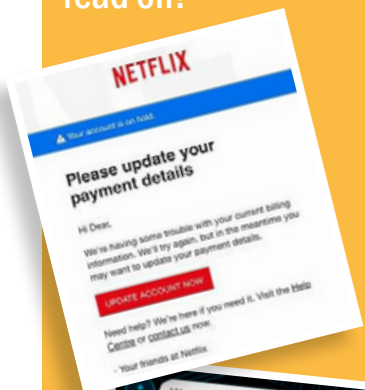 read on!
NETFLIX
Your account is on hold.
Please update your
payment details
Hi Dear,
We're having some trouble with your current billing
information. We'll try again, but in the meantime you
may want to update your payment details.
UPDATE ACCOUNT NOW
Need help? We're here if you need it. Visit the Help
Centre or contact us now.
- Your friends at Netflix